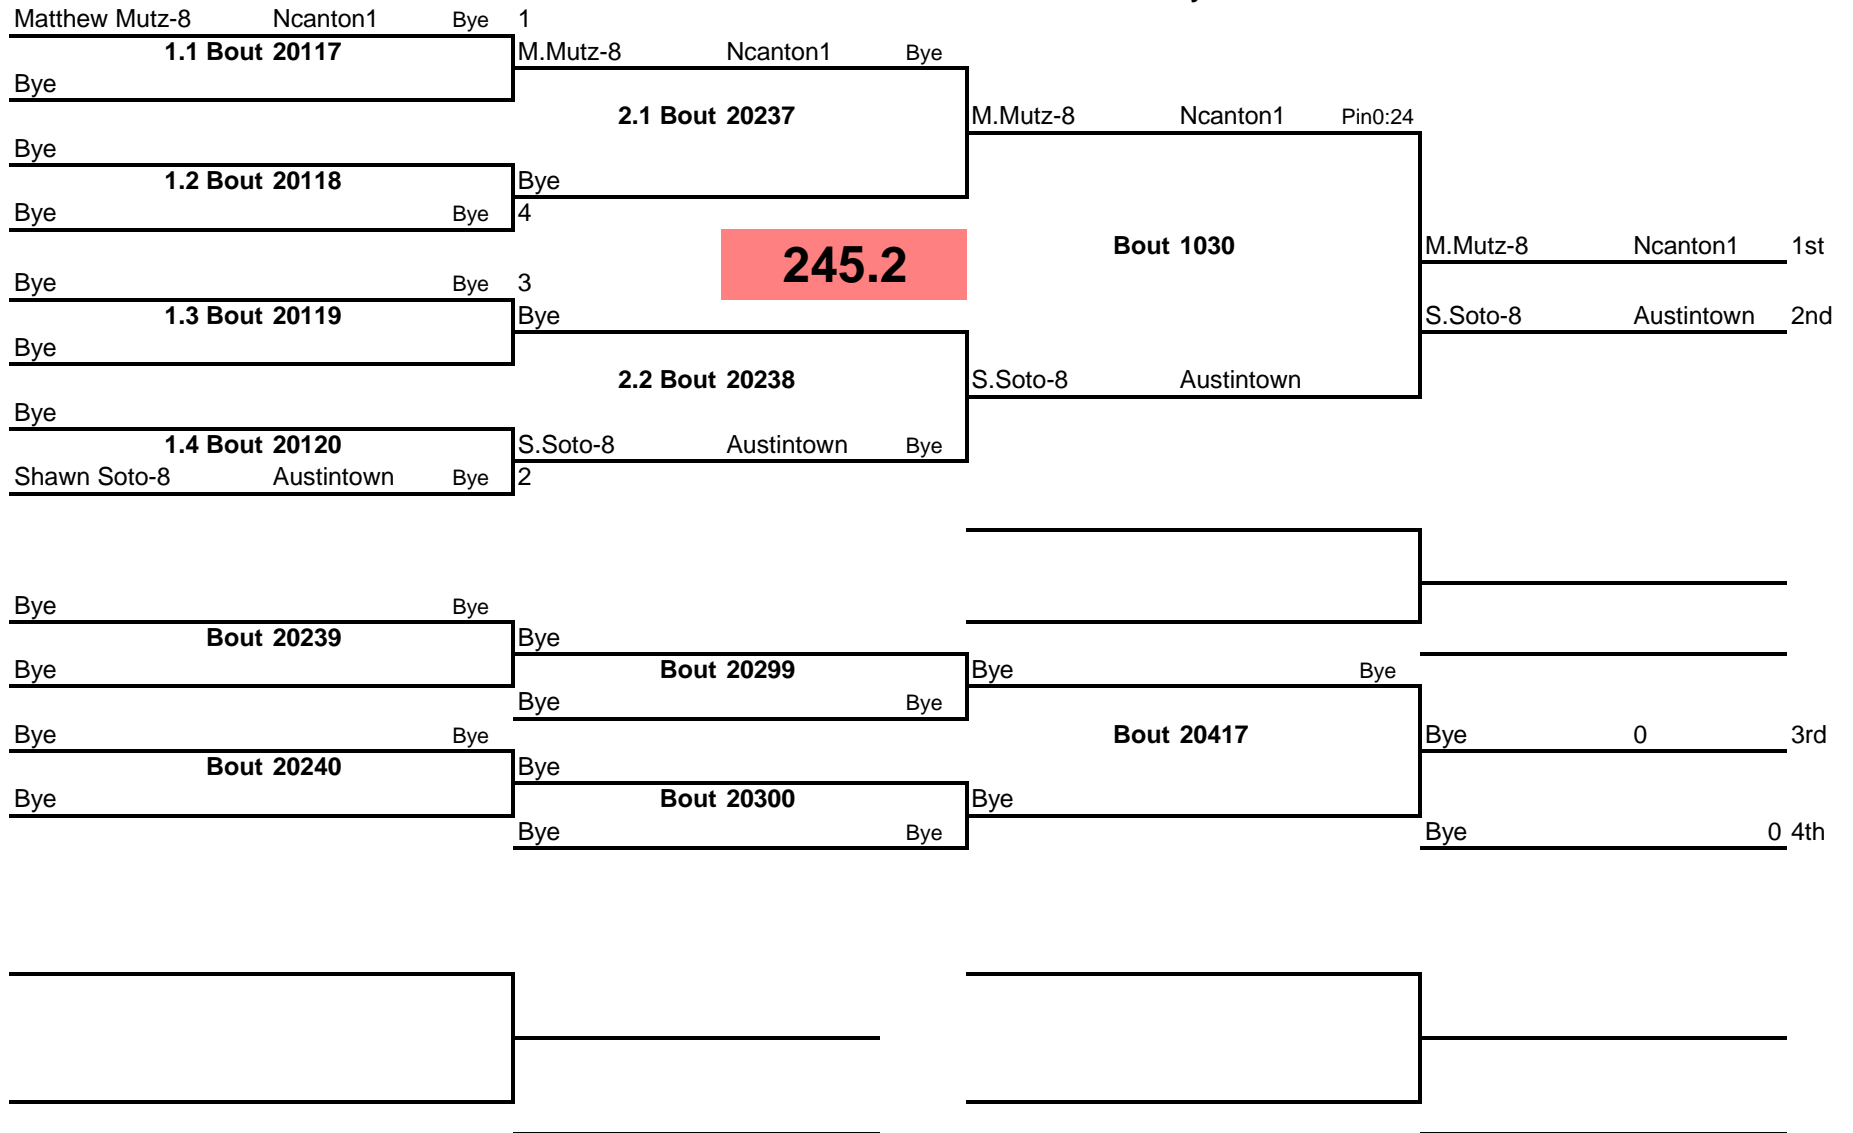 Matthew Mutz-8 Ncanton1 Bye 1
1.1 Bout 20117 M.Mutz-8 Ncanton1 Bye
Bye
2.1 Bout 20237 M.Mutz-8 Ncanton1 Pin0:24
Bye
1.2 Bout 20118 Bye
Bye Bye 4
245.2 Bout 1030 M.Mutz-8 Ncanton1 1st
Bye Bye 3
1.3 Bout 20119 Bye S.Soto-8 Austintown 2nd
Bye
2.2 Bout 20238 S.Soto-8 Austintown
Bye
1.4 Bout 20120 S.Soto-8 Austintown Bye
Shawn Soto-8 Austintown Bye 2
Bye Bye
Bout 20239 Bye
Bye Bout 20299 Bye Bye
Bye Bye
Bye Bye Bout 20417 Bye 0 3rd
Bout 20240 Bye
Bye Bout 20300 Bye
Bye Bye Bye 0 4th